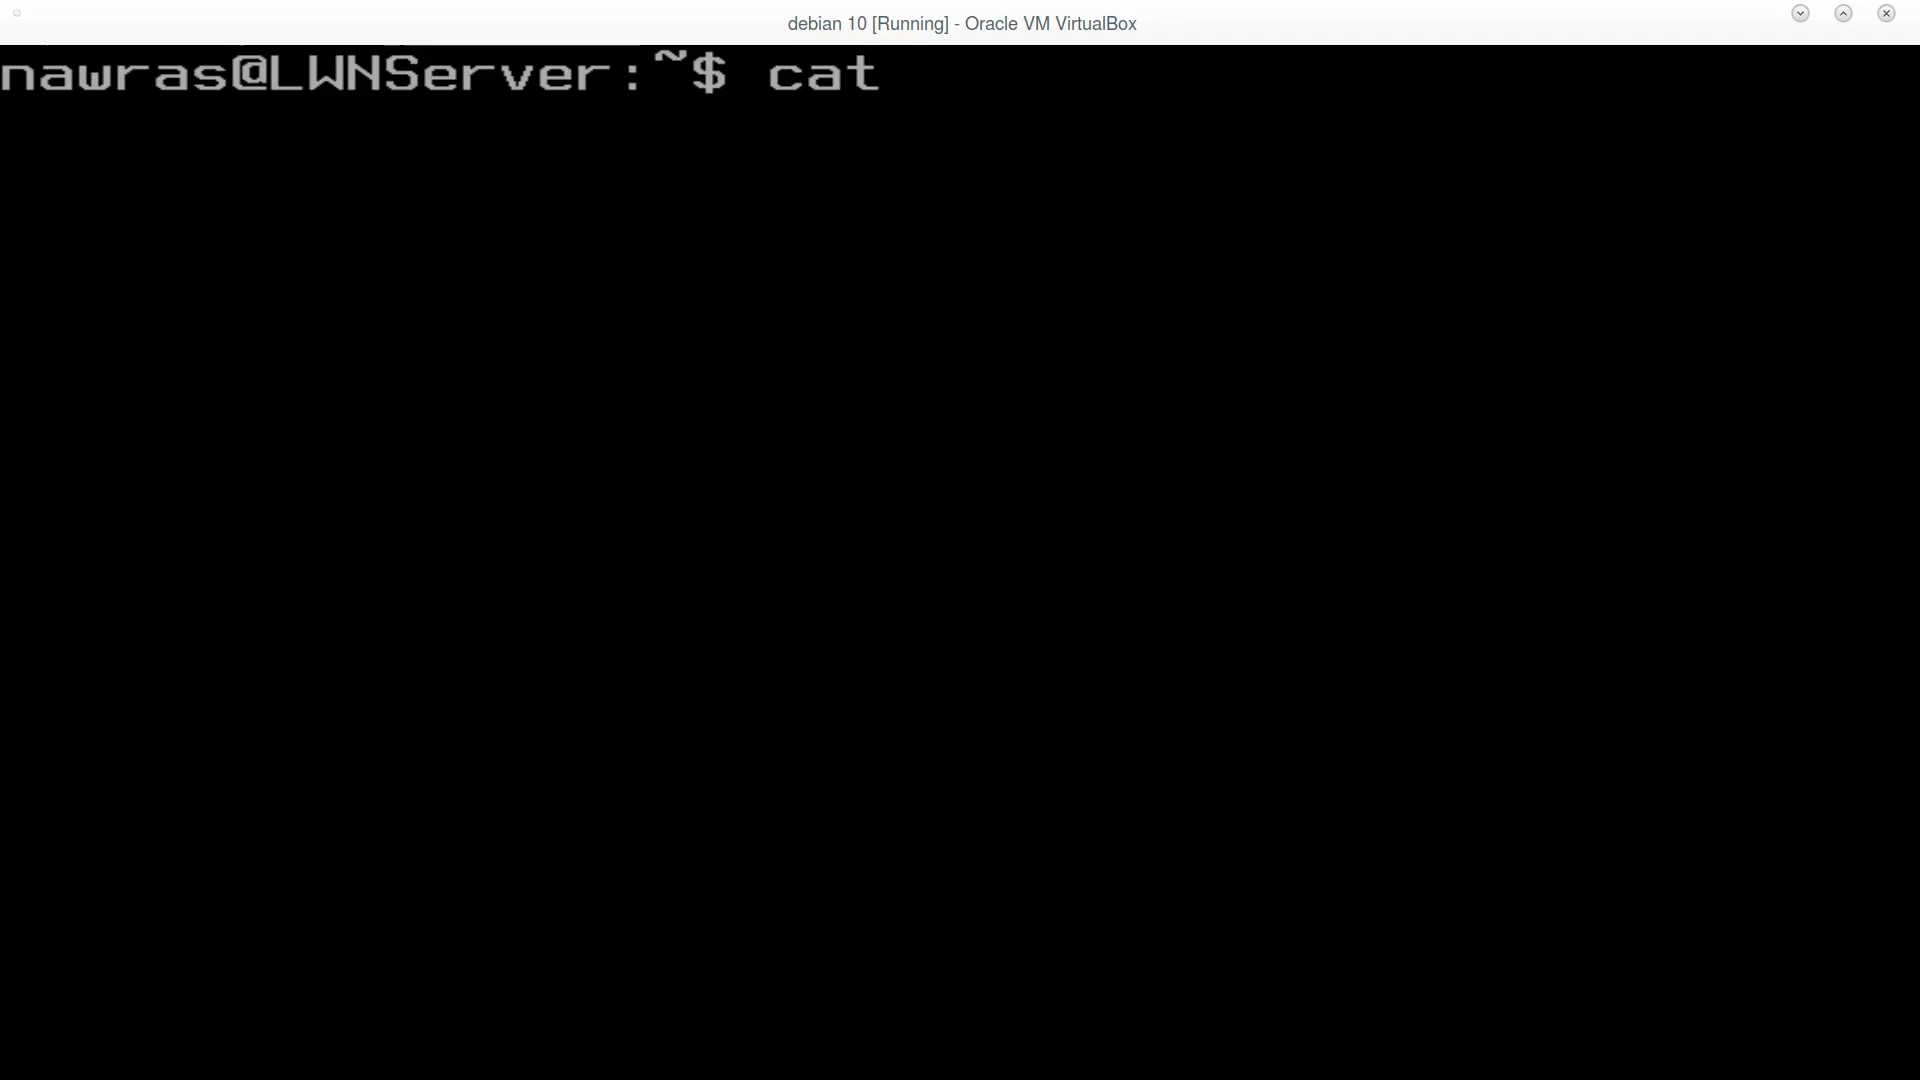 debian 10 [Running] - Oracle VM VirtualBox
nawras@LWNServer:~$ cat